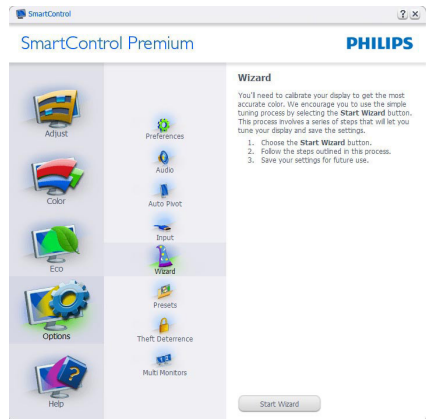 SmartControl
SmartControl Premium
PHILIPS
Adjust
Color
Eco
Options
Help
Preferences
Audio
Auto Pivot
Input
Wizard
Presets
Theft Deterrence
Multi Monitors
Wizard
You'll need to calibrate your display to get the most
accurate color. We encourage you to use the simple
tuning process by selecting the Start Wizard button.
This process involves a series of steps that will let you
tune your display and save the settings.
1. Choose the Start Wizard button.
2. Follow the steps outlined in this process.
3. Save your settings for future use.
Start Wizard